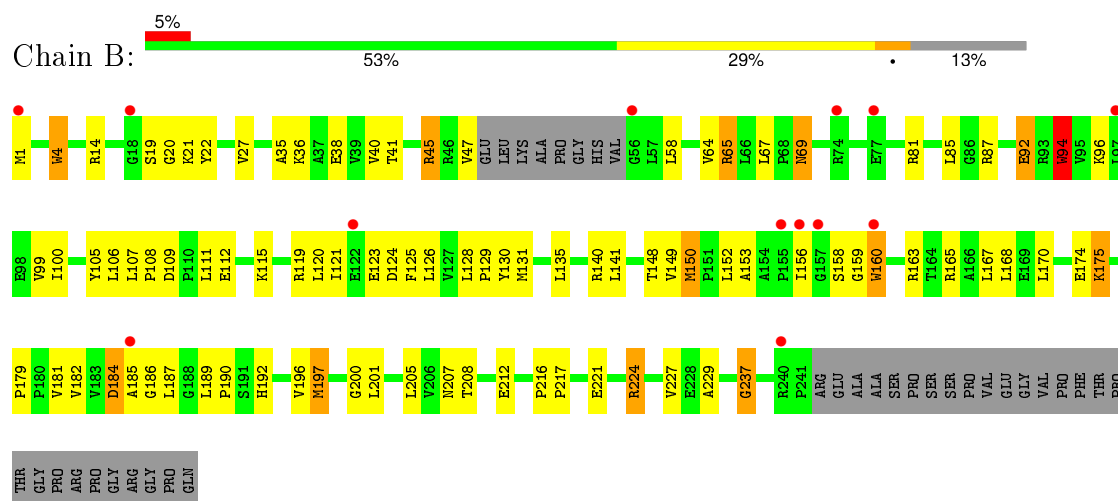 5%
Chain B:
53% 29% • 13%
M1 W4 R14 G18 S19 G20 K21 Y22 V27 A35 K36 A37 E38 V39 V40 T41 R45 R46 V47 GLU LEU LYS ALA PRO GLY HIS VAL G56 L57 L58 V64 R65 L66 L67 P68 N69 R74 E77 R81 L85 G86 R87 E92 R93 W94 V95 K96 L97
E98 V99 I100 Y105 L106 L107 P108 D109 P110 L111 E112 K115 R119 L120 I121 E122 E123 D124 F125 L126 V127 L128 P129 Y130 M131 L135 R140 L141 T148 V149 M150 P151 L152 A153 A154 P155 I156 G157 S158 G159 W160 R163 T164 R165 A166 L167 L168 E169 L170 E174 K175
P179 P180 V181 V182 V183 D184 A185 G186 G188 L187 L189 P190 S191 H192 V196 M197 G200 L201 L205 V206 N207 T208 E212 P216 P217 E221 R224 V227 E228 A229 G237 R240 P241 ARG GLU ALA ALA SER PRO SER SER PRO VAL GLU GLY VAL PRO PHE THR PRO
THR GLY PRO ARG PRO GLY ARG GLY PRO GLN